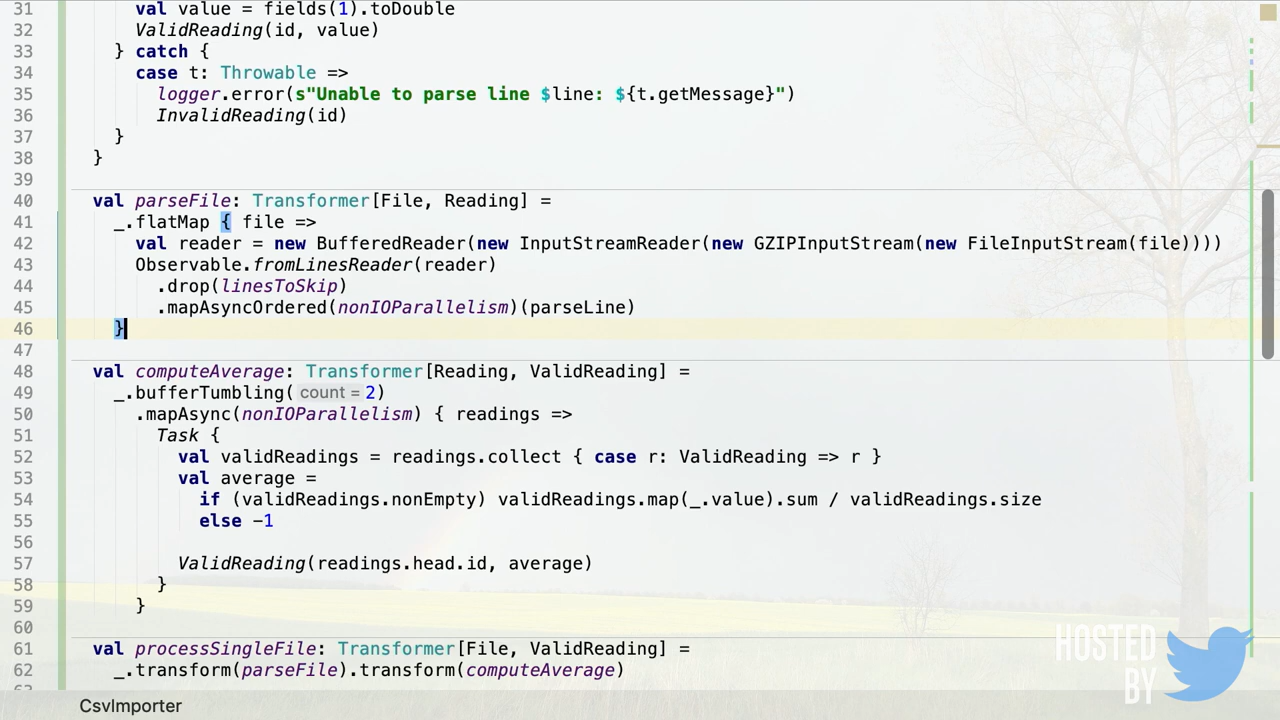 31 val value = fields(1).toDouble
32 ValidReading(id, value)
33 } catch {
34 case t: Throwable =>
35 logger.error(s"Unable to parse line $line: ${t.getMessage}")
36 InvalidReading(id)
37 }
38 }
39
40 val parseFile: Transformer[File, Reading] =
41 _.flatMap { file =>
42 val reader = new BufferedReader(new InputStreamReader(new GZIPInputStream(new FileInputStream(file))))
43 Observable.fromLinesReader(reader)
44 .drop(linesToSkip)
45 .mapAsyncOrdered(nonIOParallelism)(parseLine)
46 }
47
48 val computeAverage: Transformer[Reading, ValidReading] =
49 _.bufferTumbling( count = 2)
50 .mapAsync(nonIOParallelism) { readings =>
51 Task {
52 val validReadings = readings.collect { case r: ValidReading => r }
53 val average =
54 if (validReadings.nonEmpty) validReadings.map(_.value).sum / validReadings.size
55 else -1
56
57 ValidReading(readings.head.id, average)
58 }
59 }
60
61 val processSingleFile: Transformer[File, ValidReading] =
62 _.transform(parseFile).transform(computeAverage)
CsvImporter
HOSTED
BY